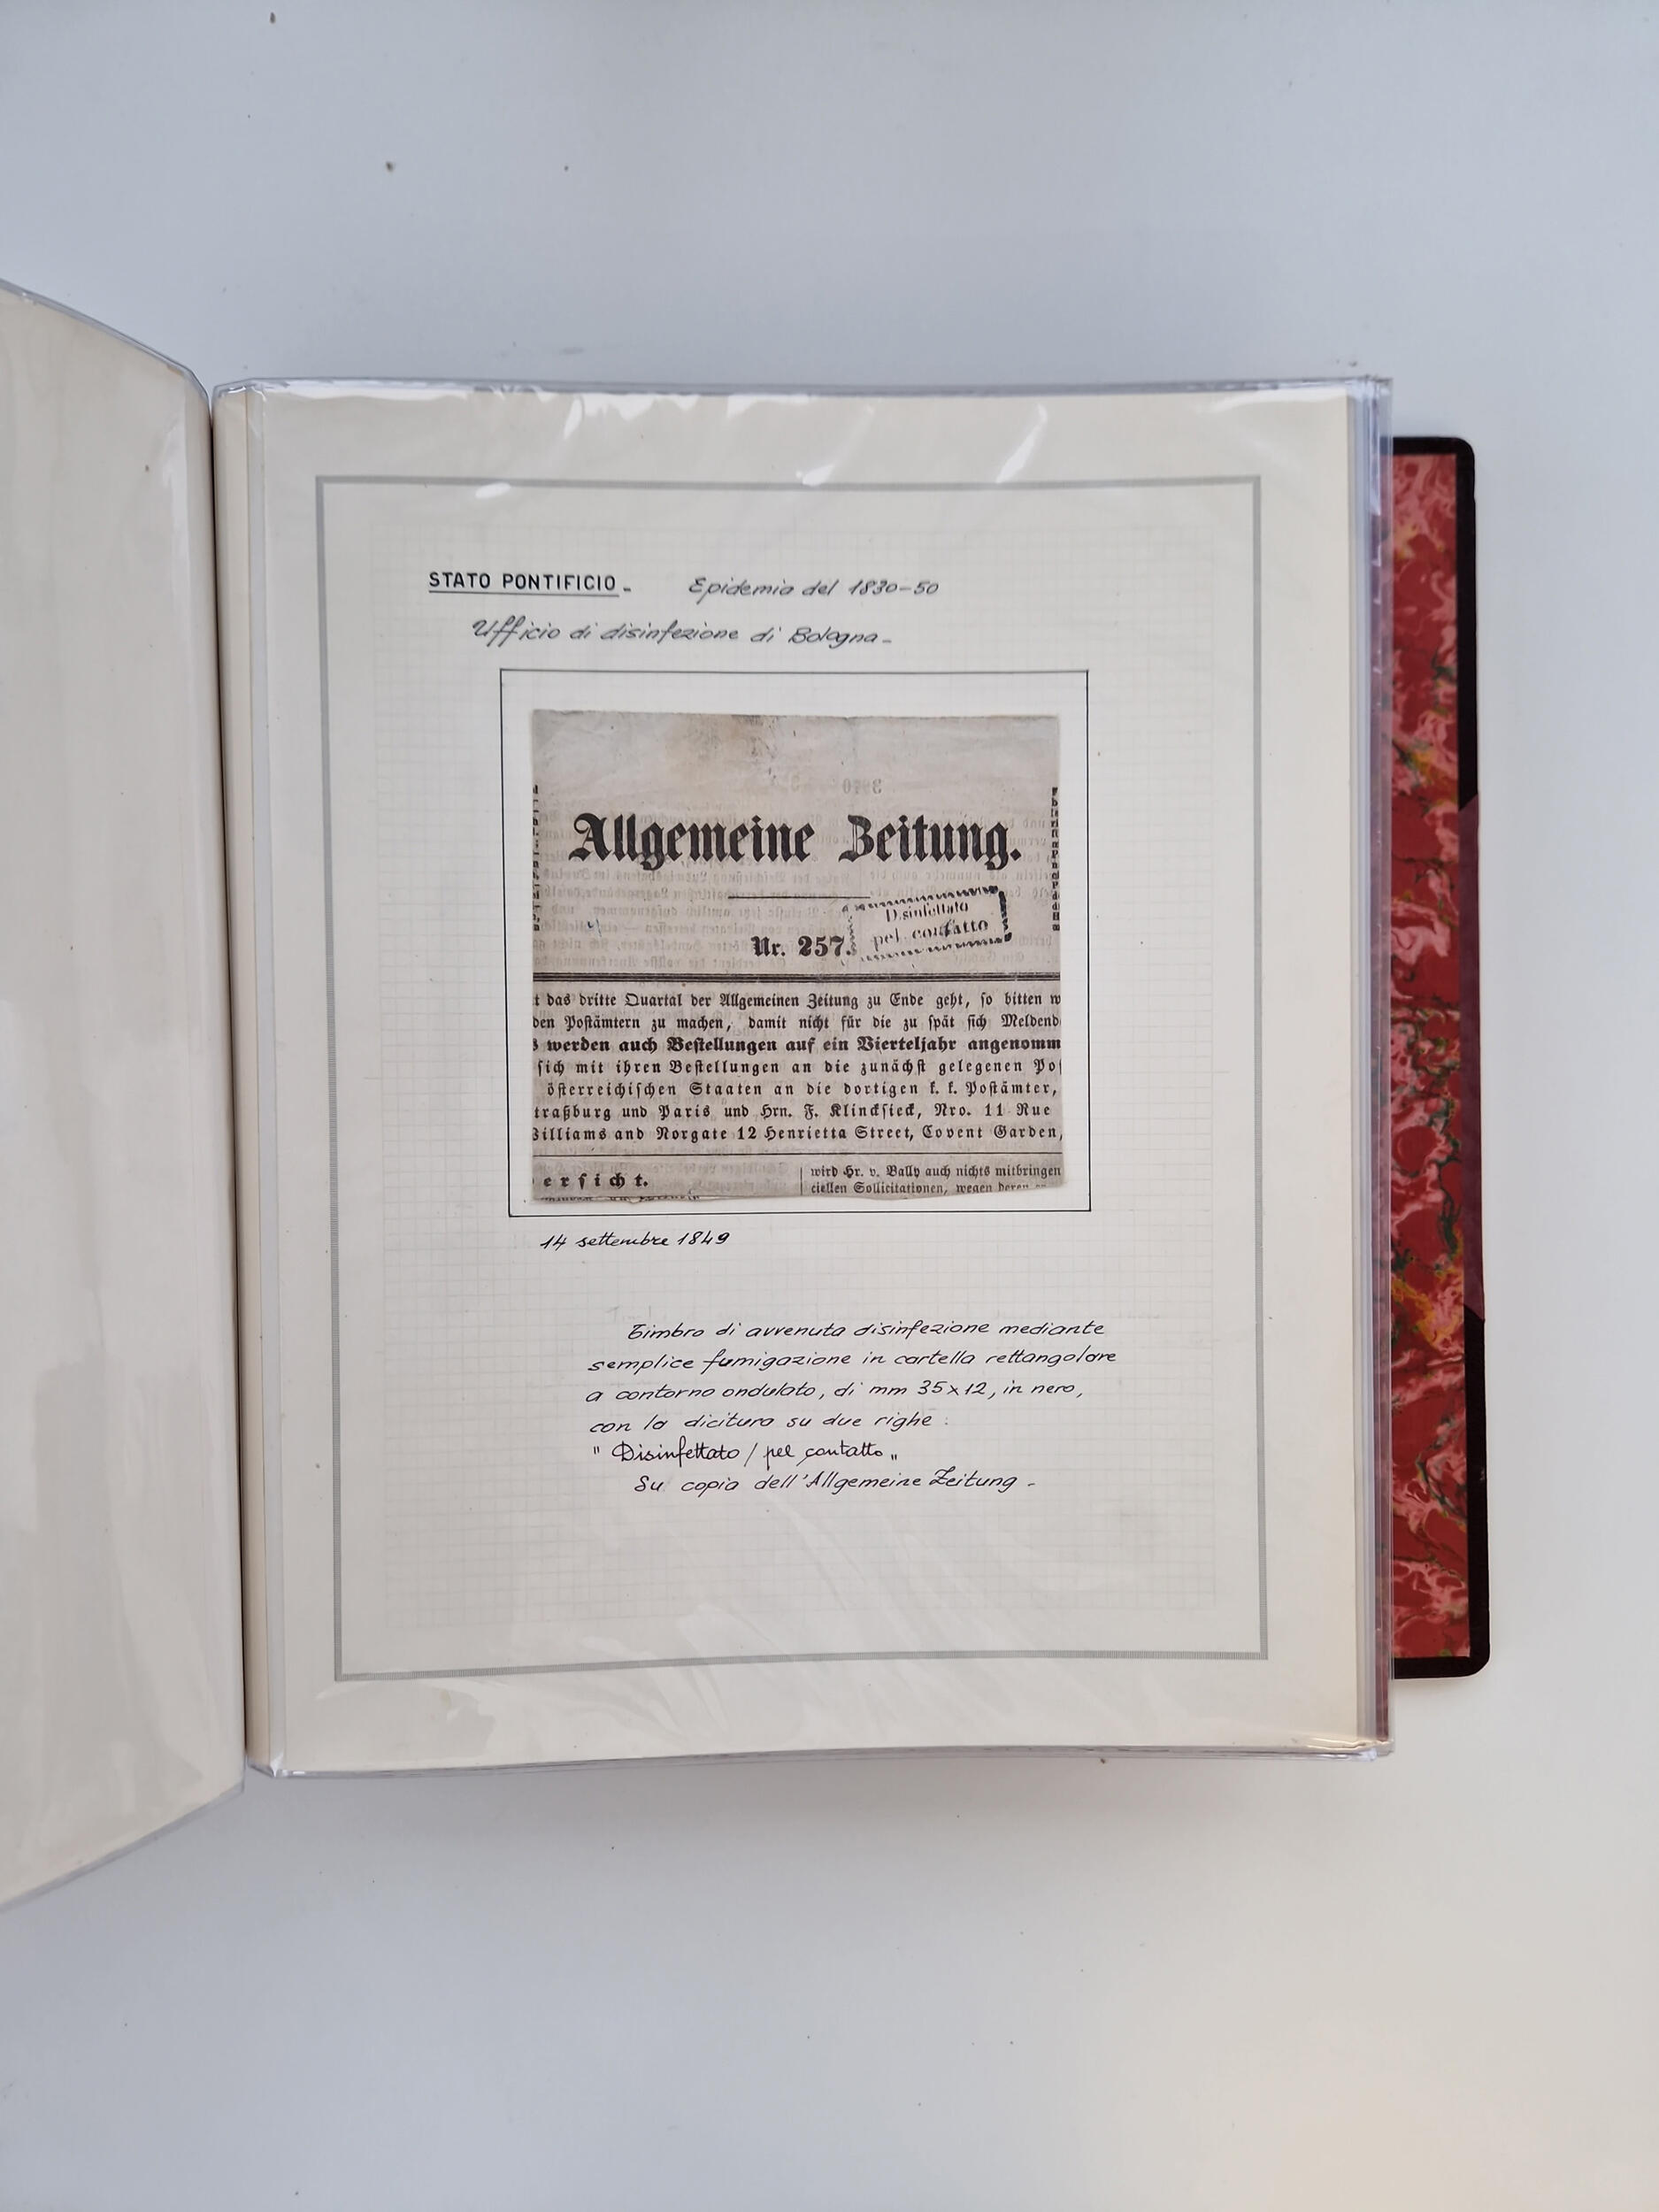 STATO PONTIFICIO - Epidemia del 1830-50
Ufficio di disinfezione di Bologna -
Allgemeine Zeitung.
Disinfettato
pel contatto
Nr. 257.
t das dritte Quartal der Allgemeinen Zeitung zu Ende geht, so bitten w
den Postämtern zu machen, damit nicht für die zu spät sich Meldend
s werden auch Bestellungen auf ein Vierteljahr angenomm
sich mit ihren Bestellungen an die zunächst gelegenen Pos
österreichischen Staaten an die dortigen k. k. Postämter,
traßburg und Paris und Hrn. F. Klincksieck, Nro. 11 Rue
Williams and Norgate 12 Henrietta Street, Covent Garden,
ersicht.
wird Hr. v. Bally auch nichts mitbringen
ciellen Sollicitationen, wegen deren
14 settembre 1849
Timbro di avvenuta disinfezione mediante
semplice fumigazione in cartella rettangolare
a contorno ondulato, di mm 35x12, in nero,
con la dicitura su due righe :
" Disinfettato / pel contatto "
Su copia dell'Allgemeine Zeitung -